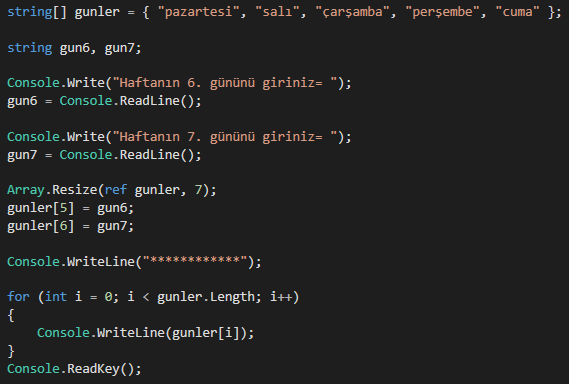 string[] gunler = { "pazartesi", "salı", "çarşamba", "perşembe", "cuma" };
string gun6, gun7;
Console.Write("Haftanın 6. gününü giriniz= ");
gun6 = Console.ReadLine();
Console.Write("Haftanın 7. gününü giriniz= ");
gun7 = Console.ReadLine();
Array.Resize(ref gunler, 7);
gunler[5] = gun6;
gunler[6] = gun7;
Console.WriteLine("************");
for (int i = 0; i < gunler.Length; i++)
{
    Console.WriteLine(gunler[i]);
}
Console.ReadKey();